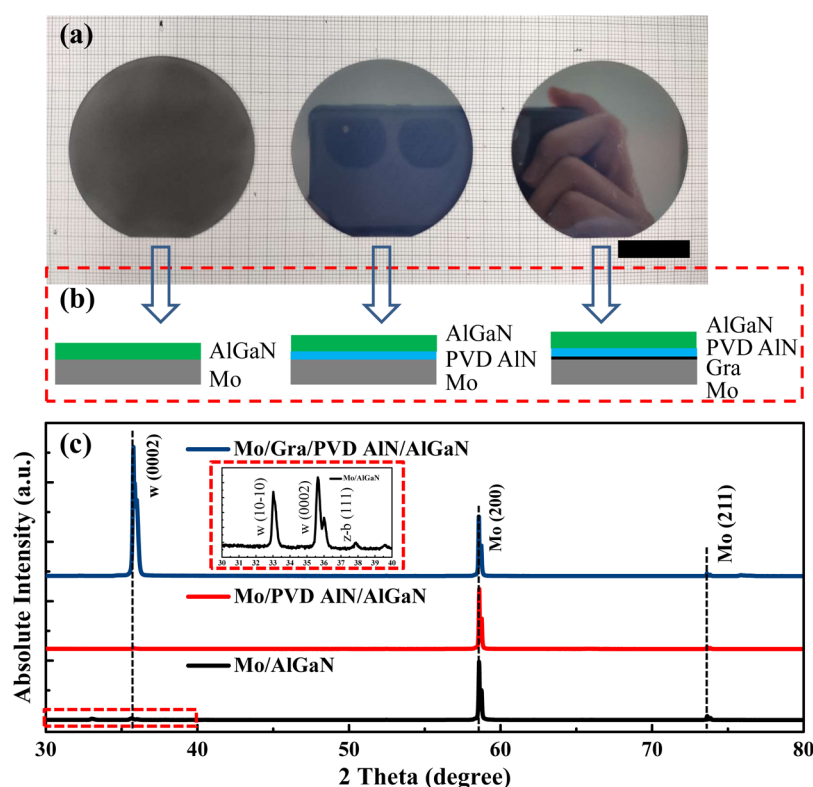 (a)
(b)
AlGaN
Mo
AlGaN
PVD AlN
Mo
AlGaN
PVD AlN
Gra
Mo
(c)
w (0002)
Mo/Gra/PVD AlN/AlGaN
w (10-10)
w (0002)
z-b (111)
Mo/AlGaN
30 31 32 33 34 35 36 37 38 39 40
Mo (200)
Mo (211)
Mo/PVD AlN/AlGaN
Mo/AlGaN
Absolute Intensity (a.u.)
30 40 50 60 70 80
2 Theta (degree)